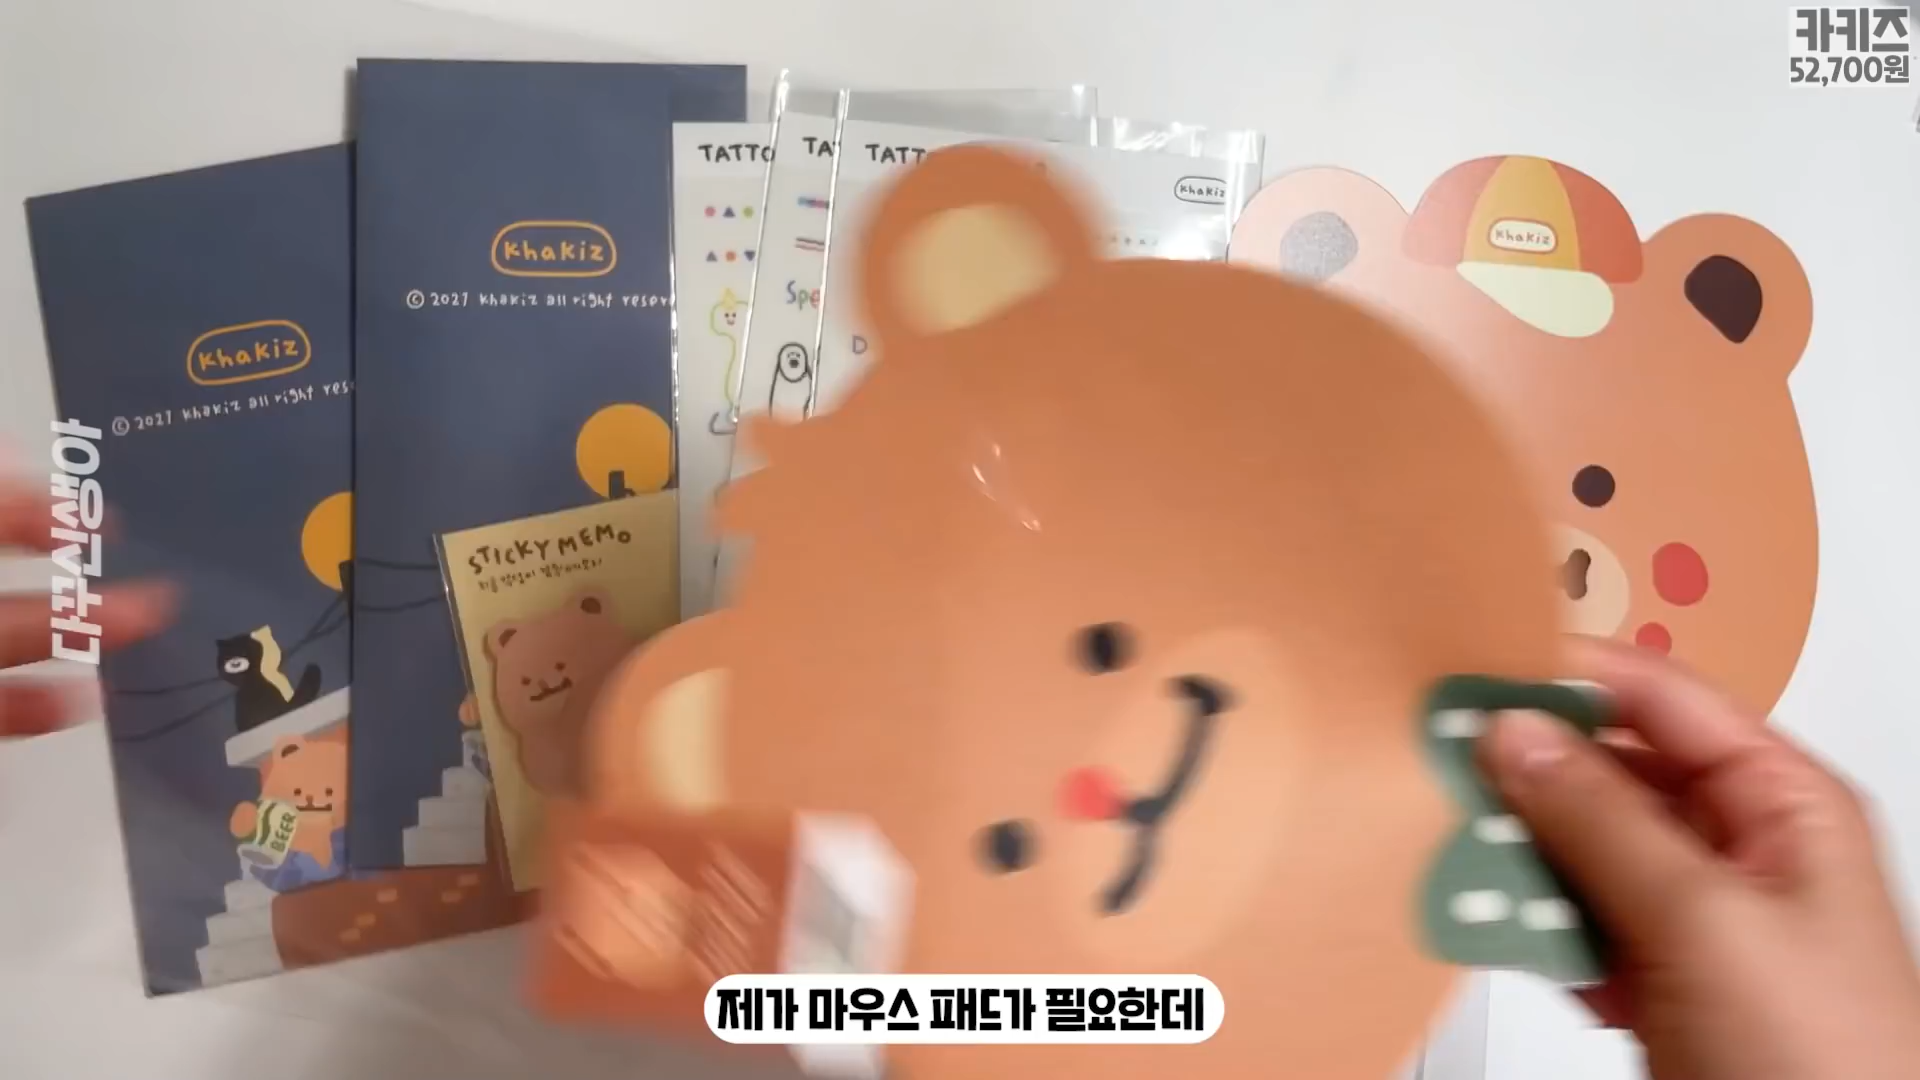 카키즈
52,700원
TATTO
TA
TATT
khakiz
khakiz
khakiz
© 2021 khakiz all right reser
khakiz
© 2021 khakiz all right res
다꾸신생아
Spe
D
STICKY MEMO
BEER
제가 마우스 패드가 필요한데